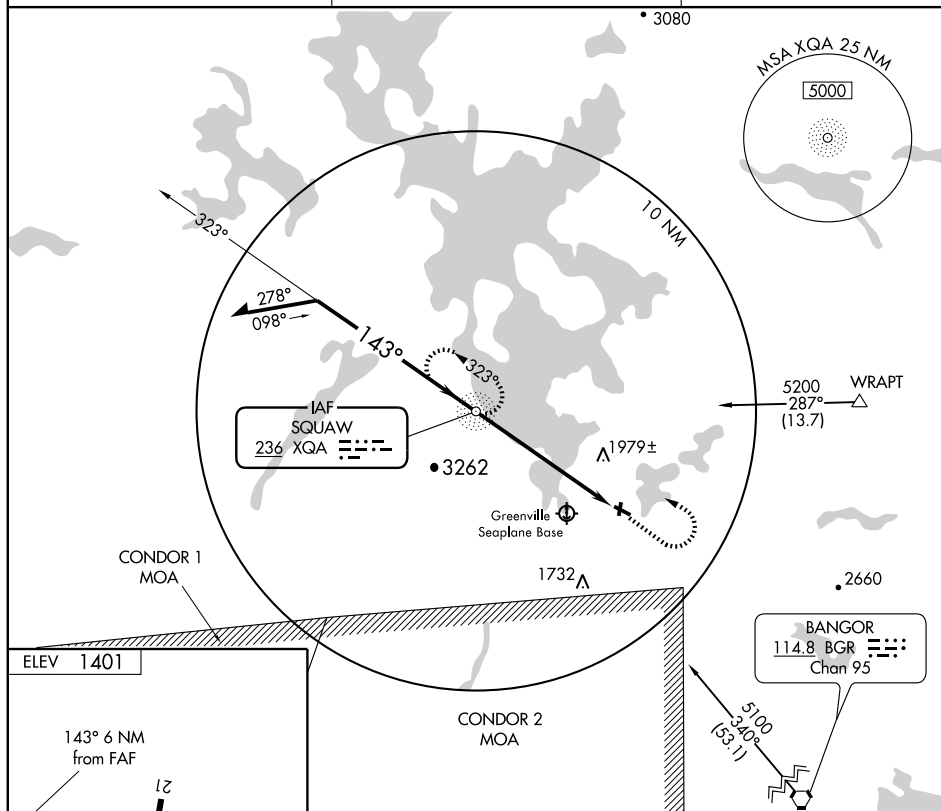 3080
MSA XQA 25 NM
5000
10 NM
323°
278°
098°
143°
323°
5200
287°
(13.7)
WRAPT
IAF
SQUAW
236 XQA
3262
1979±
Greenville
Seaplane Base
CONDOR 1
MOA
1732
2660
BANGOR
114.8 BGR
Chan 95
ELEV 1401
5100
340°
(53.1)
CONDOR 2
MOA
143° 6 NM
from FAF
21